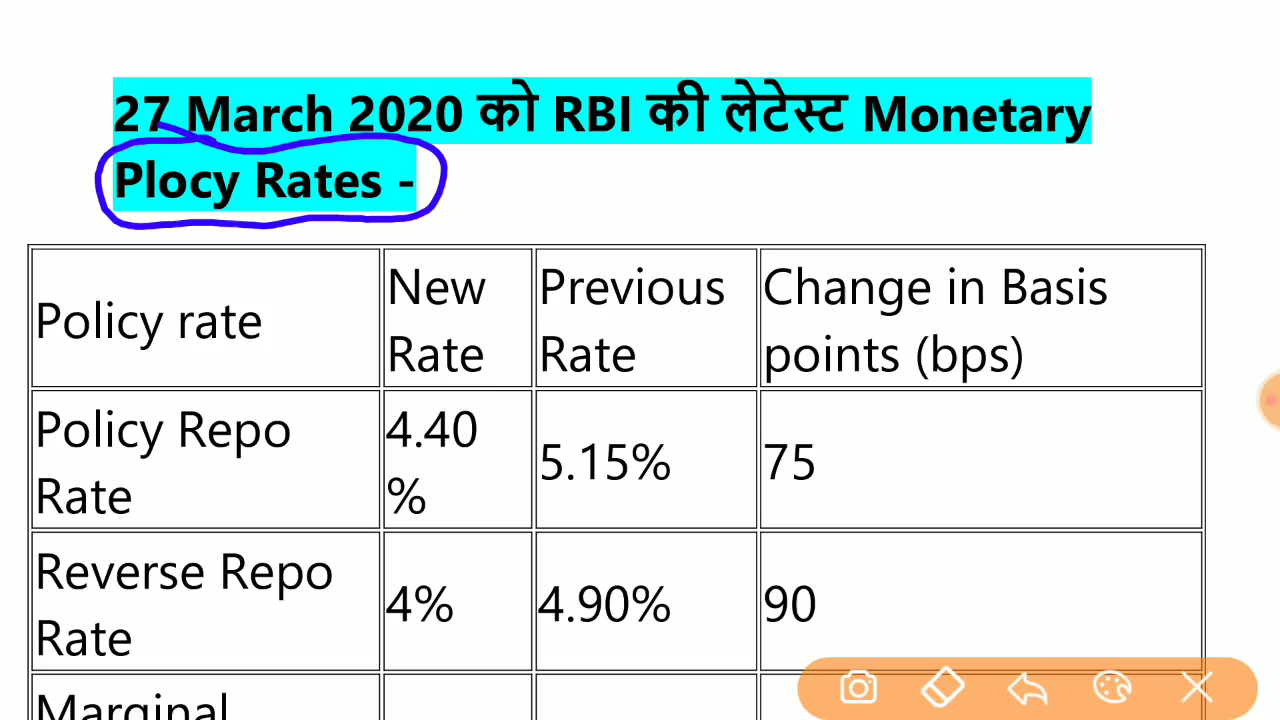 27 March 2020 को RBI की लेटेस्ट Monetary
Plocy Rates -
Policy rate
New
Rate
Previous
Rate
Change in Basis
points (bps)
Policy Repo
Rate
4.40
%
5.15%
75
Reverse Repo
Rate
4%
4.90%
90
Marginal